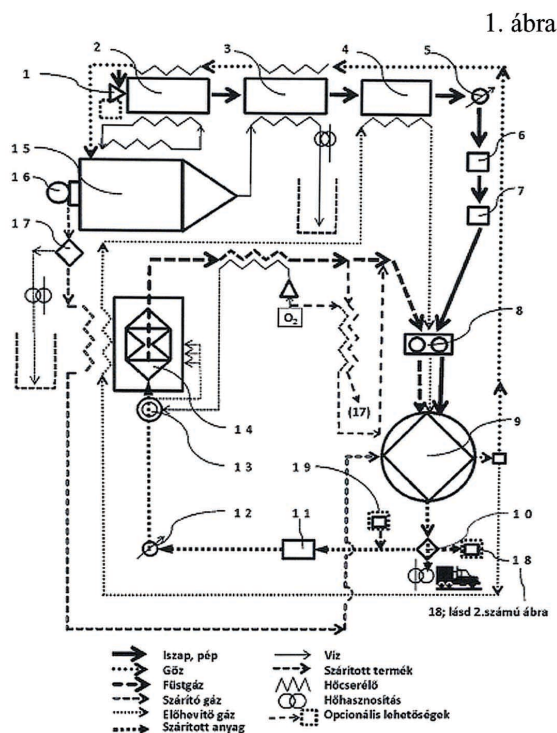 1. ábra
2
3
4
5
1
6
15
7
16
17
O₂
8
(17)
14
9
13
19
10
12
11
18
18; lásd 2.számú ábra
Iszap, pép
Gőz
Füstgáz
Szárító gáz
Előhevítő gáz
Szárított anyag
Víz
Szárított termék
Hőcserélő
Hőhasznosítás
Opcionális lehetőségek